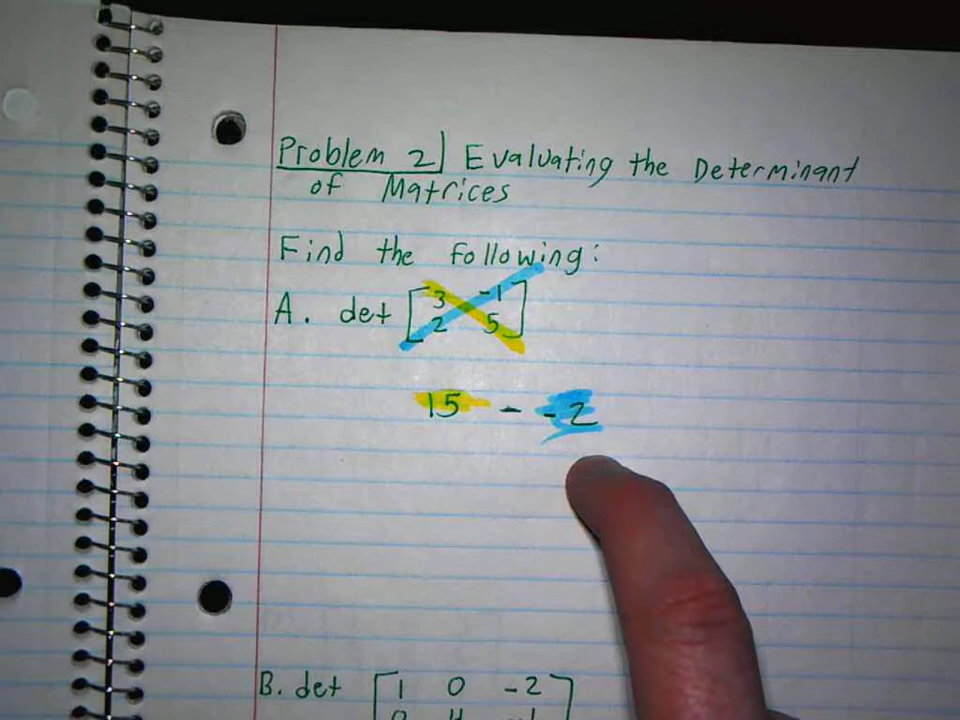 Problem 2) Evaluating the Determinant
of Matrices
Find the following:
A. det [3 -1
2 5]
15 - -2
B. det [1 0 -2]